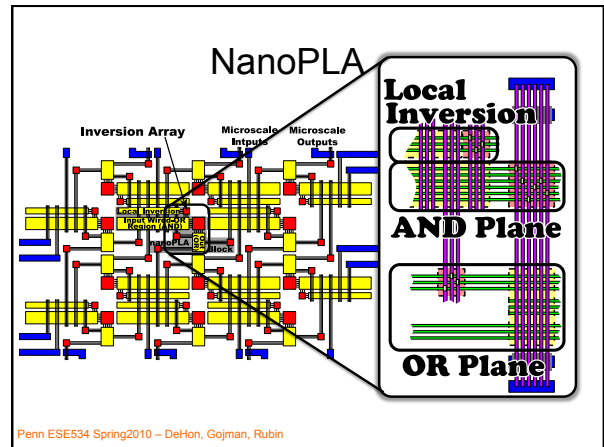 NanoPLA
Inversion Array
Microscale
Intputs
Microscale
Outputs
Local Inversion
Input Wired-OR
Region (AND)
nanoPLA
Block
(OR)
Local
Inversion
AND Plane
OR Plane
Penn ESE534 Spring2010 – DeHon, Gojman, Rubin